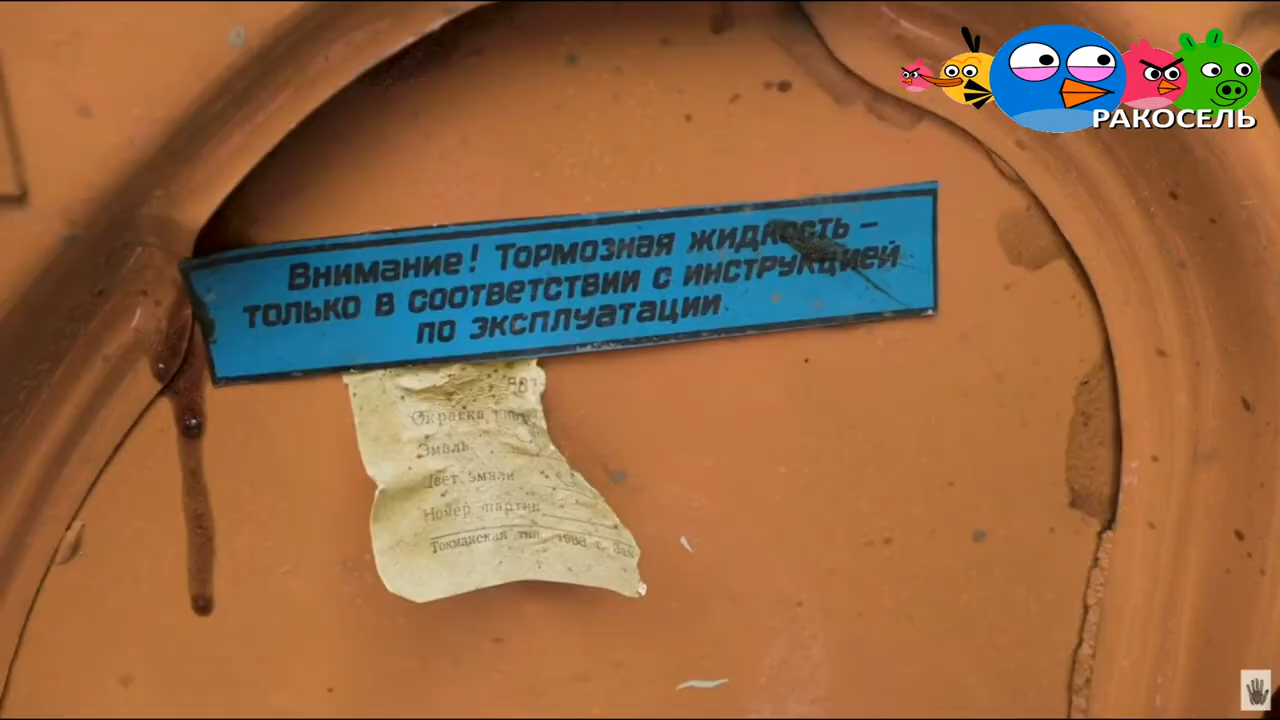 РАКОСЕЛЬ
Внимание! Тормозная жидкость –
только в соответствии с инструкцией
по эксплуатации.
Окраска
Эмаль
Цвет эмали
Номер партии
Токмакская тип. 1988 г.